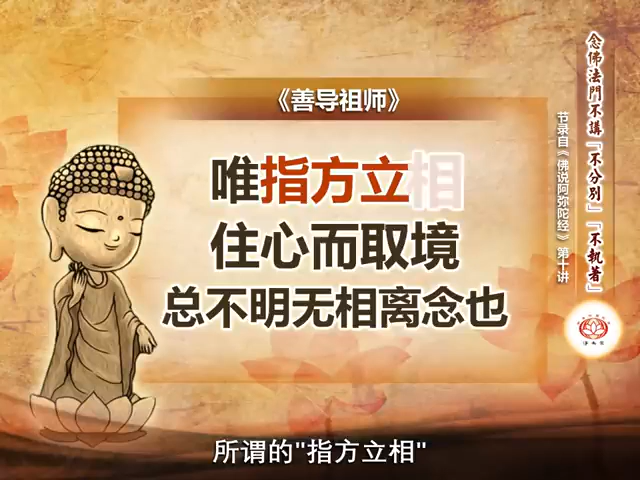 《善导祖师》
唯指方立相
住心而取境
总不明无相离念也
念佛法門不講「不分別」「不執著」
节录自《佛说阿弥陀经》第十讲
所谓的"指方立相"